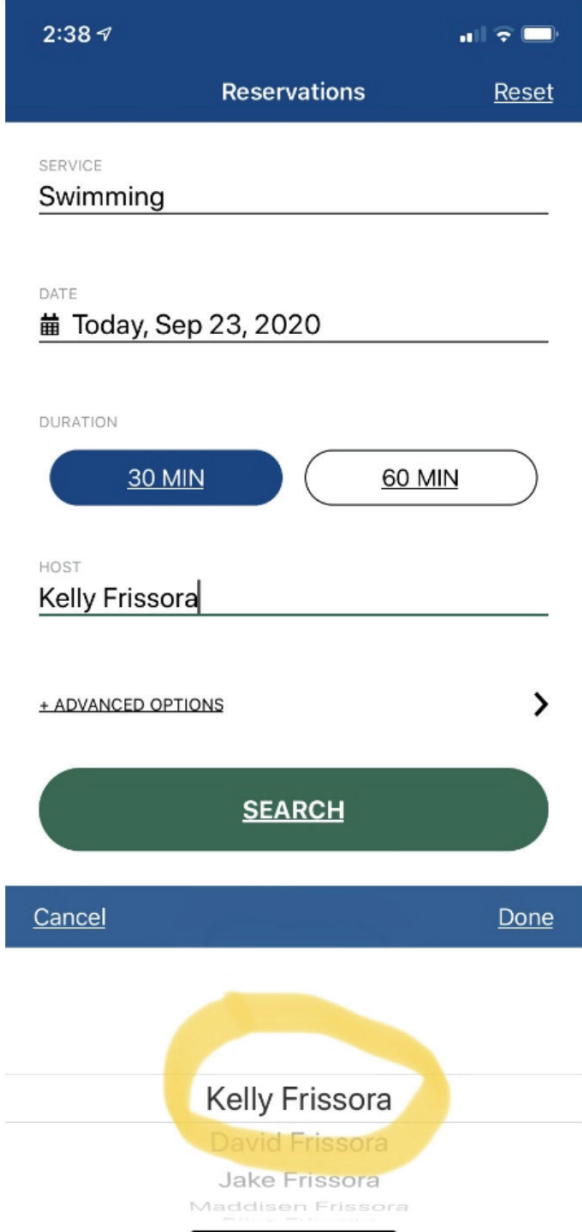 2:38
Reservations Reset
SERVICE
Swimming
DATE
Today, Sep 23, 2020
DURATION
30 MIN 60 MIN
HOST
Kelly Frissora
+ ADVANCED OPTIONS
SEARCH
Cancel Done
Kelly Frissora
David Frissora
Jake Frissora
Maddisen Frissora